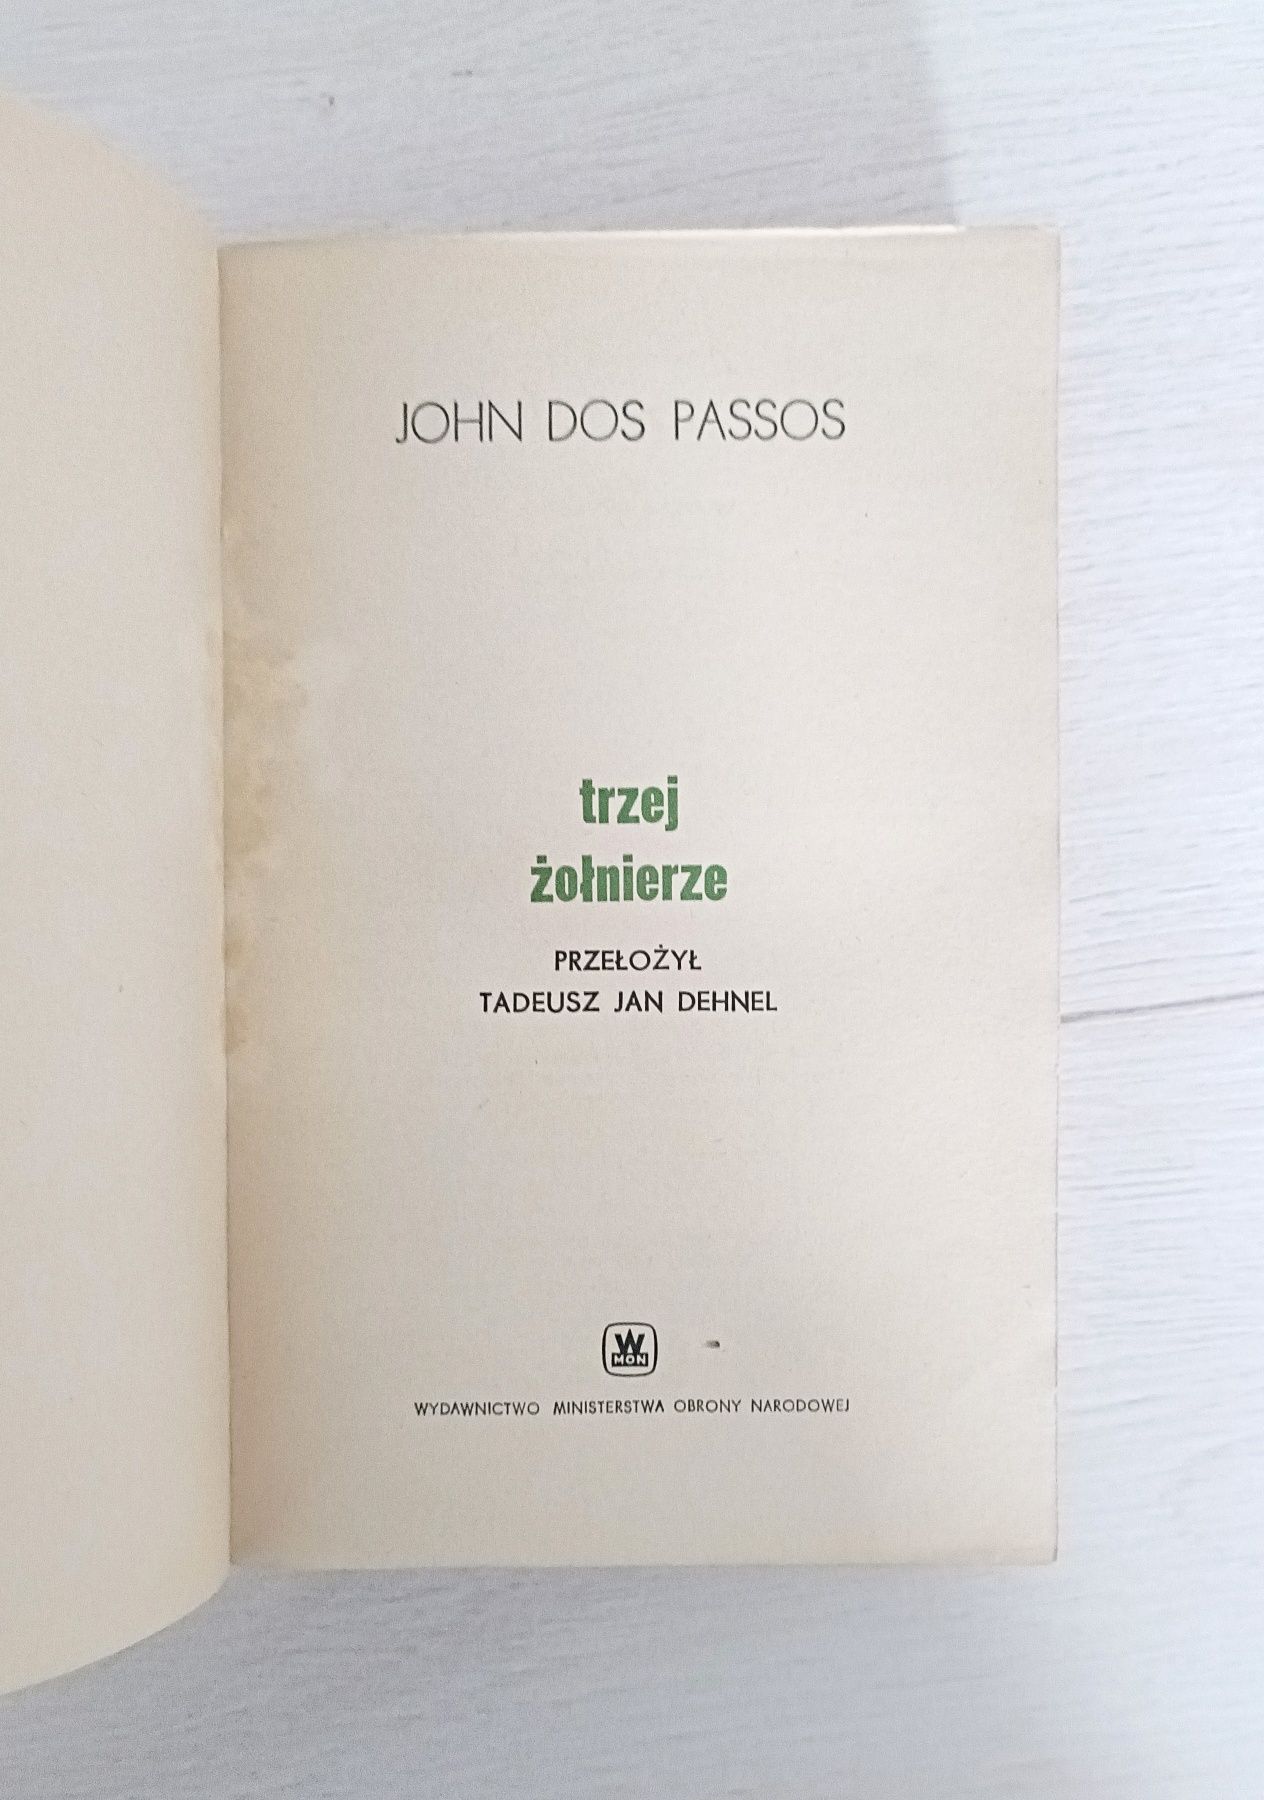 JOHN DOS PASSOS
trzej
żołnierze
PRZEŁOŻYŁ
TADEUSZ JAN DEHNEL
W
MON
WYDAWNICTWO MINISTERSTWA OBRONY NARODOWEJ